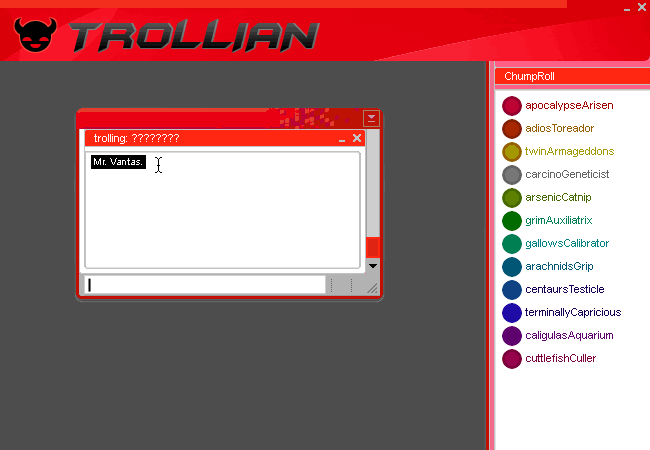 TROLLIAN
ChumpRoll
apocalypseArisen
adiosToreador
twinArmageddons
carcinoGeneticist
arsenicCatnip
grimAuxiliatrix
gallowsCalibrator
arachnidsGrip
centaursTesticle
terminallyCapricious
caligulasAquarium
cuttlefishCuller
trolling: ????????
Mr. Vantas.